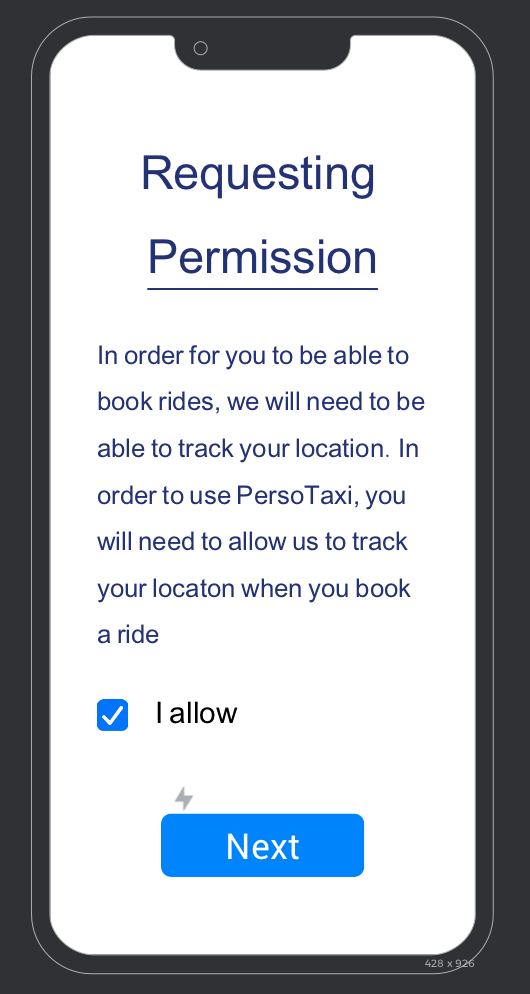 Requesting
Permission
In order for you to be able to
book rides, we will need to be
able to track your location. In
order to use PersoTaxi, you
will need to allow us to track
your locaton when you book
a ride
I allow
Next
428 x 926